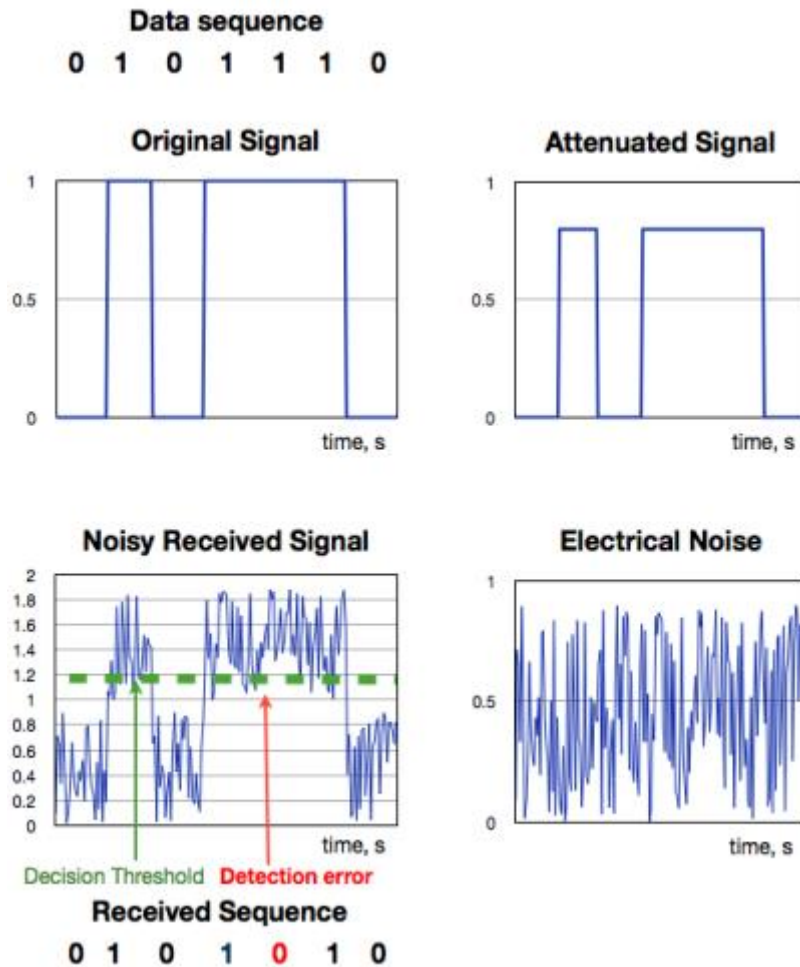 Data sequence
0 1 0 1 1 1 0
Original Signal
1
0.5
0
time, s
Attenuated Signal
1
0.5
0
time, s
Noisy Received Signal
2
1.8
1.6
1.4
1.2
1
0.8
0.6
0.4
0.2
0
time, s
Decision Threshold Detection error
Electrical Noise
1
0.5
0
time, s
Received Sequence
0 1 0 1 0 1 0